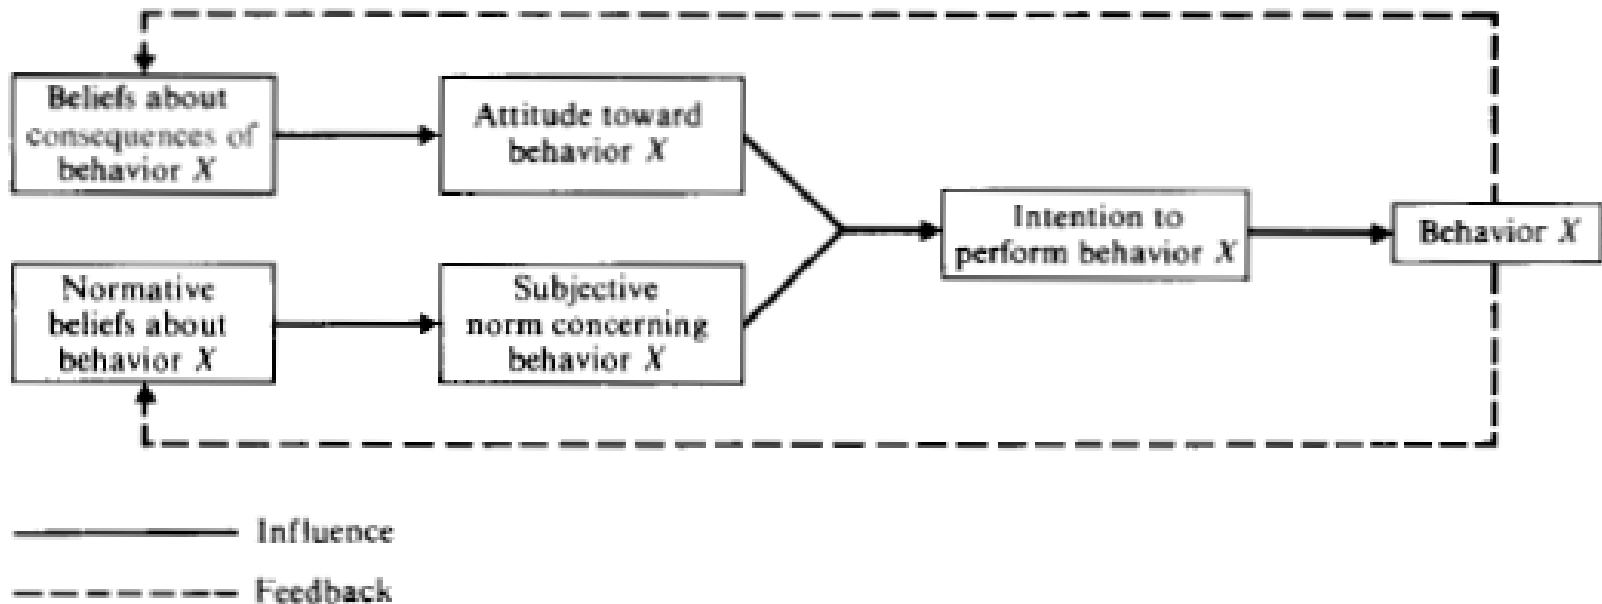 Beliefs about
consequences of
behavior X
Attitude toward
behavior X
Normative
beliefs about
behavior X
Subjective
norm concerning
behavior X
Intention to
perform behavior X
Behavior X
Influence
Feedback